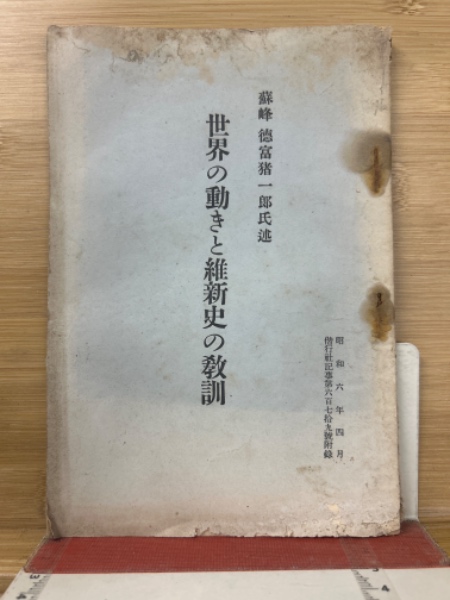 昭和六年四月
偕行社記事第六百七拾九號附錄
蘇峰 德富猪一郎氏述
世界の動きと維新史の教訓